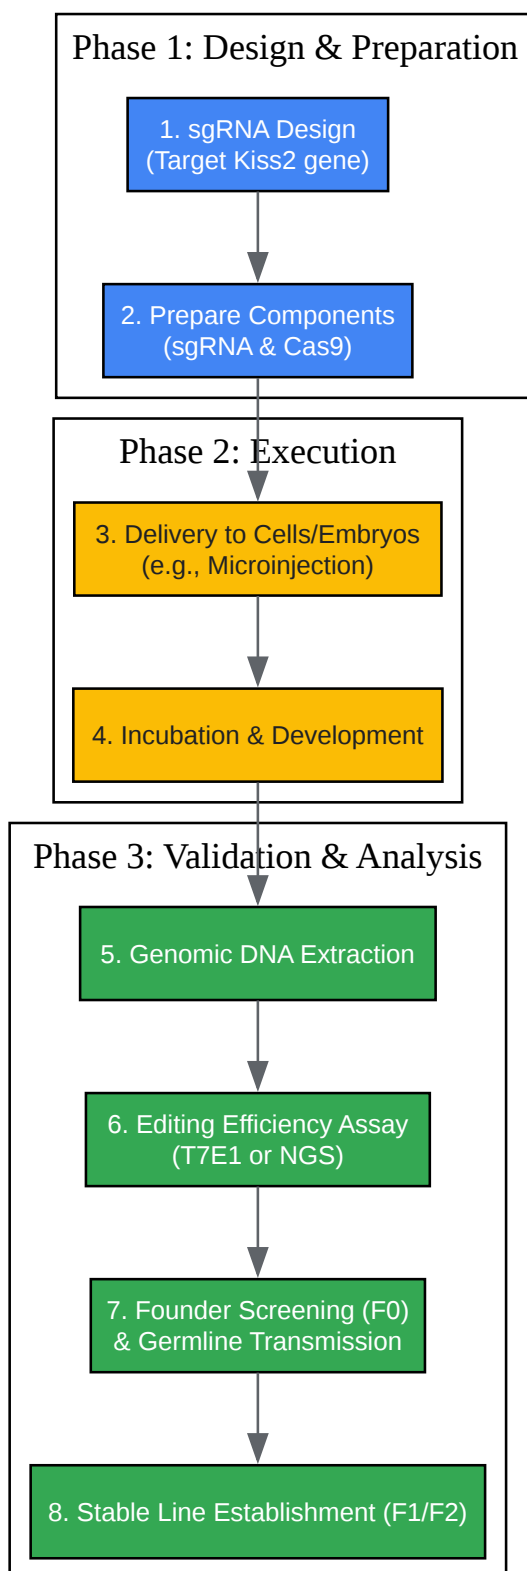 Phase 1: Design & Preparation
1. sgRNA Design
(Target Kiss2 gene)
2. Prepare Components
(sgRNA & Cas9)
Phase 2: Execution
3. Delivery to Cells/Embryos
(e.g., Microinjection)
4. Incubation & Development
Phase 3: Validation & Analysis
5. Genomic DNA Extraction
6. Editing Efficiency Assay
(T7E1 or NGS)
7. Founder Screening (F0)
& Germline Transmission
8. Stable Line Establishment (F1/F2)